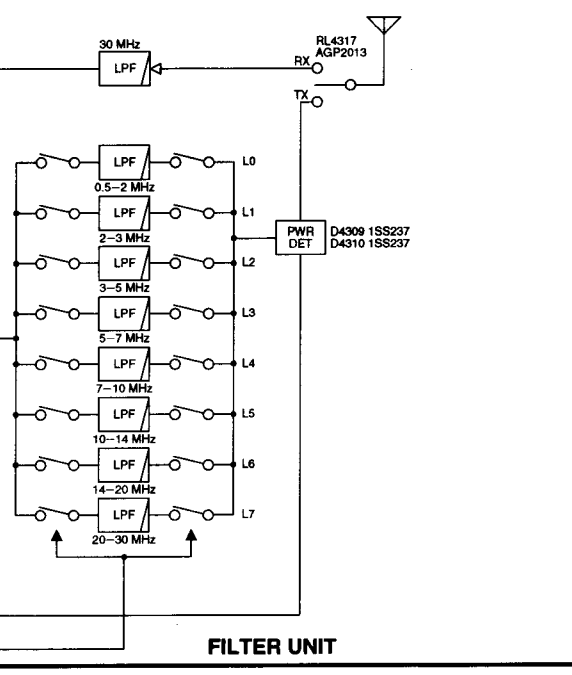 30 MHz
LPF
RX
RL4317
AGP2013
TX
LPF
L0
0.5–2 MHz
LPF
L1
2–3 MHz
PWR
DET
D4309 1SS237
D4310 1SS237
LPF
L2
3–5 MHz
LPF
L3
5–7 MHz
LPF
L4
7–10 MHz
LPF
L5
10–14 MHz
LPF
L6
14–20 MHz
LPF
L7
20–30 MHz
FILTER UNIT